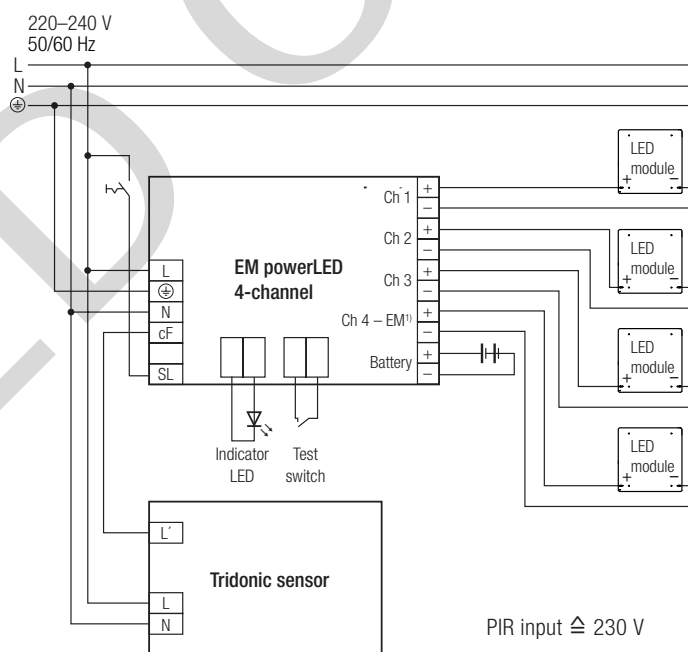 220–240 V
50/60 Hz
L
N
LED
module
+ –
Ch 1
+
–
Ch 2
+
–
LED
module
+ –
EM powerLED
4-channel
L
Ch 3
+
–
N
Ch 4 – EM¹⁾
+
–
cF
LED
module
+ –
Battery
+
–
SL
Indicator
LED
Test
switch
LED
module
+ –
L´
Tridonic sensor
L
N
PIR input ≙ 230 V